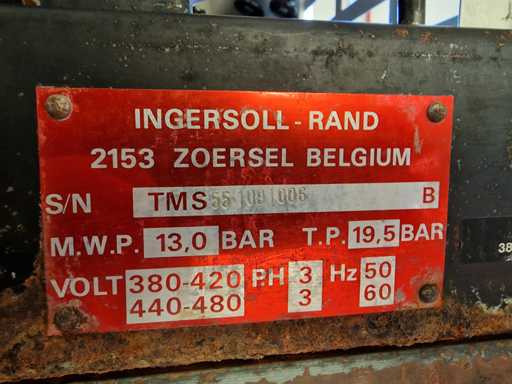 INGERSOLL - RAND
2153 ZOERSEL BELGIUM
S/N TMS B
M.W.P. 13,0 BAR T.P. 19,5 BAR
VOLT 380-420 PH 3 Hz 50
440-480 3 60
38